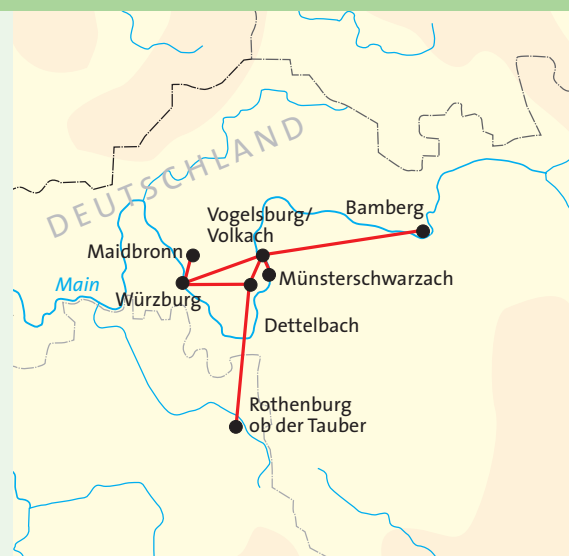 DEUTSCHLAND
Bamberg
Vogelsburg/
Volkach
Maidbronn
Main
Münsterschwarzach
Würzburg
Dettelbach
Rothenburg
ob der Tauber